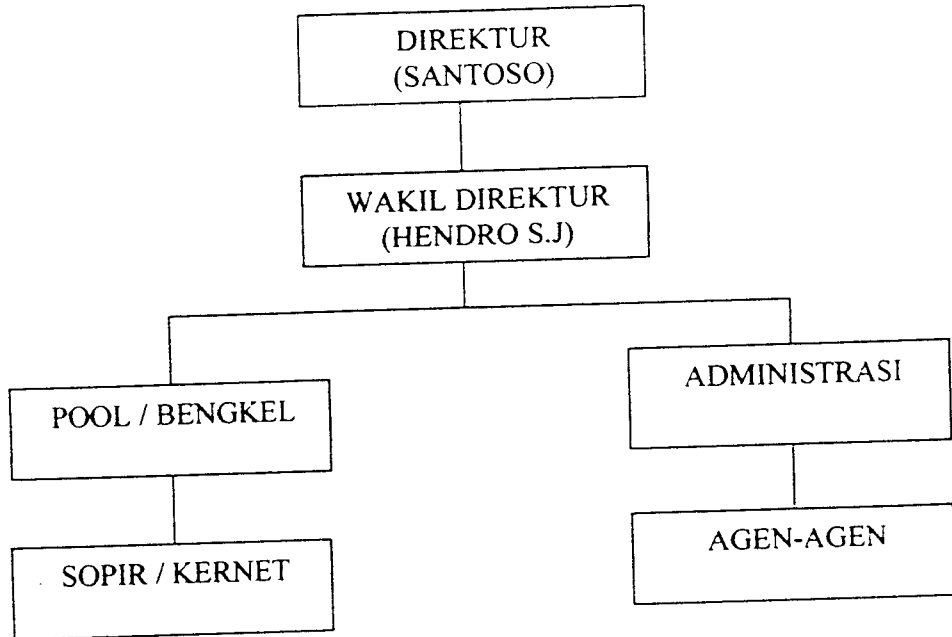 DIREKTUR
(SANTOSO)
WAKIL DIREKTUR
(HENDRO S.J)
POOL / BENGKEL
ADMINISTRASI
SOPIR / KERNET
AGEN-AGEN